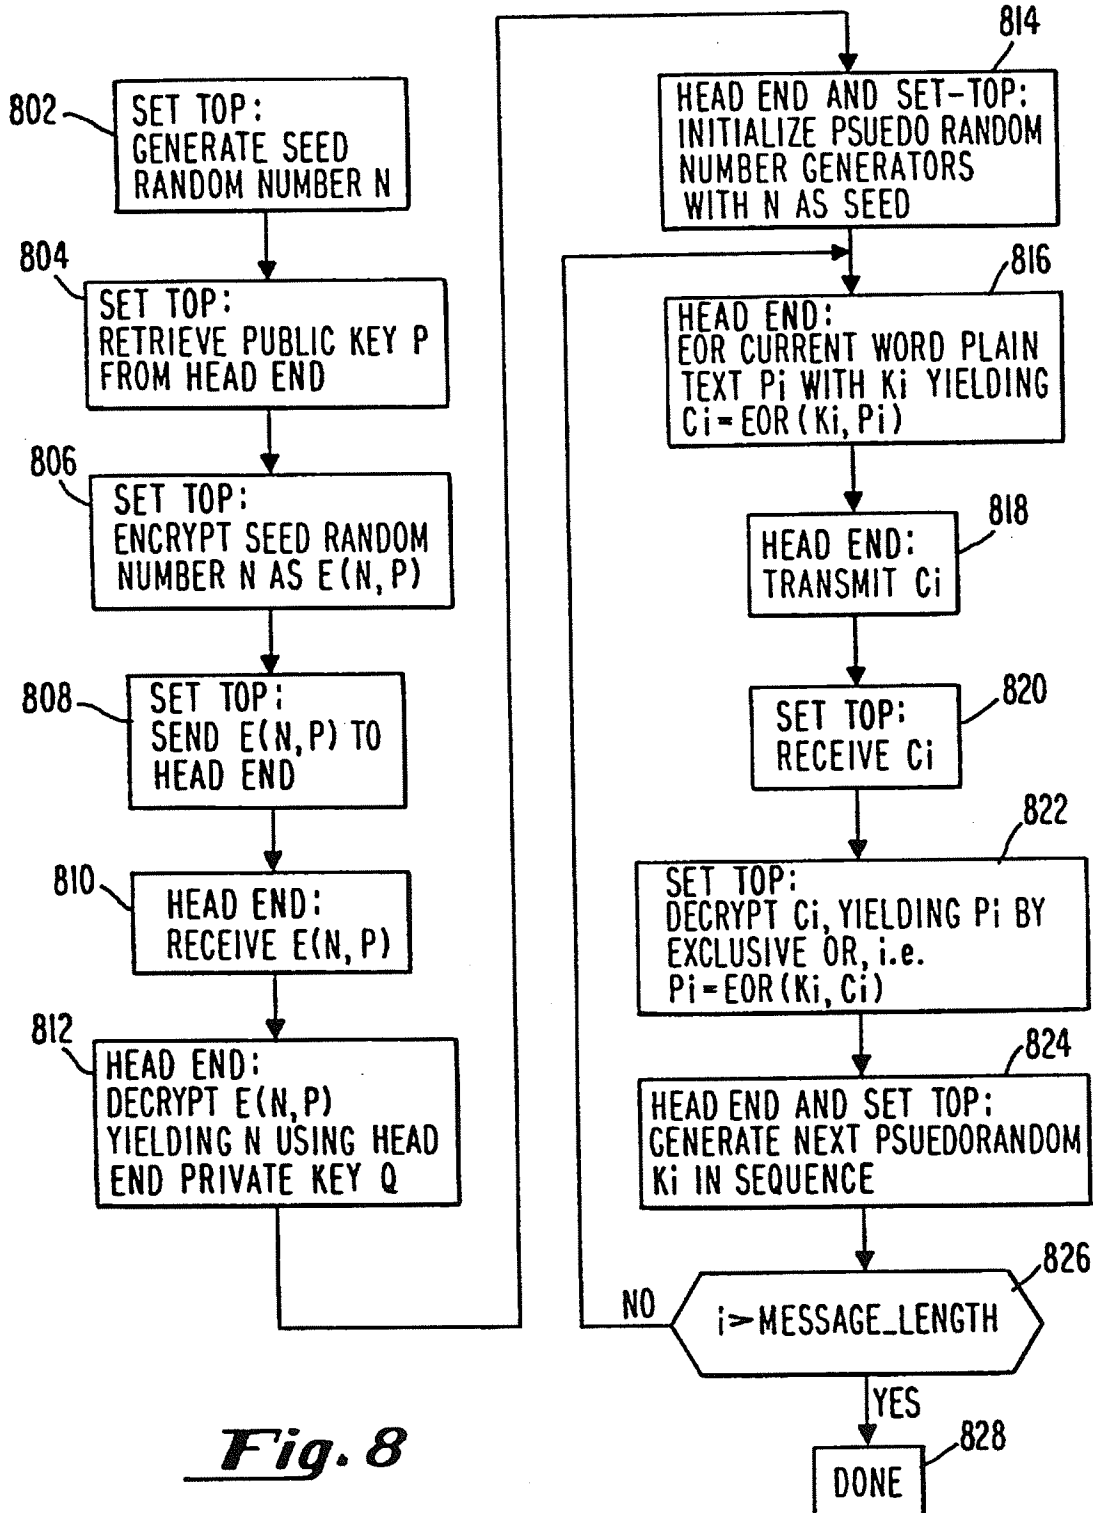 802
SET TOP:
GENERATE SEED
RANDOM NUMBER N
804
SET TOP:
RETRIEVE PUBLIC KEY P
FROM HEAD END
806
SET TOP:
ENCRYPT SEED RANDOM
NUMBER N AS E(N,P)
808
SET TOP:
SEND E(N,P) TO
HEAD END
810
HEAD END:
RECEIVE E(N,P)
812
HEAD END:
DECRYPT E(N,P)
YIELDING N USING HEAD
END PRIVATE KEY Q
814
HEAD END AND SET-TOP:
INITIALIZE PSUEDO RANDOM
NUMBER GENERATORS
WITH N AS SEED
816
HEAD END:
EOR CURRENT WORD PLAIN
TEXT Pi WITH Ki YIELDING
Ci=EOR(Ki,Pi)
818
HEAD END:
TRANSMIT Ci
820
SET TOP:
RECEIVE Ci
822
SET TOP:
DECRYPT Ci, YIELDING Pi BY
EXCLUSIVE OR, i.e.
Pi=EOR(Ki,Ci)
824
HEAD END AND SET TOP:
GENERATE NEXT PSUEDORANDOM
Ki IN SEQUENCE
826
i>MESSAGE_LENGTH
NO
YES
828
DONE
Fig. 8